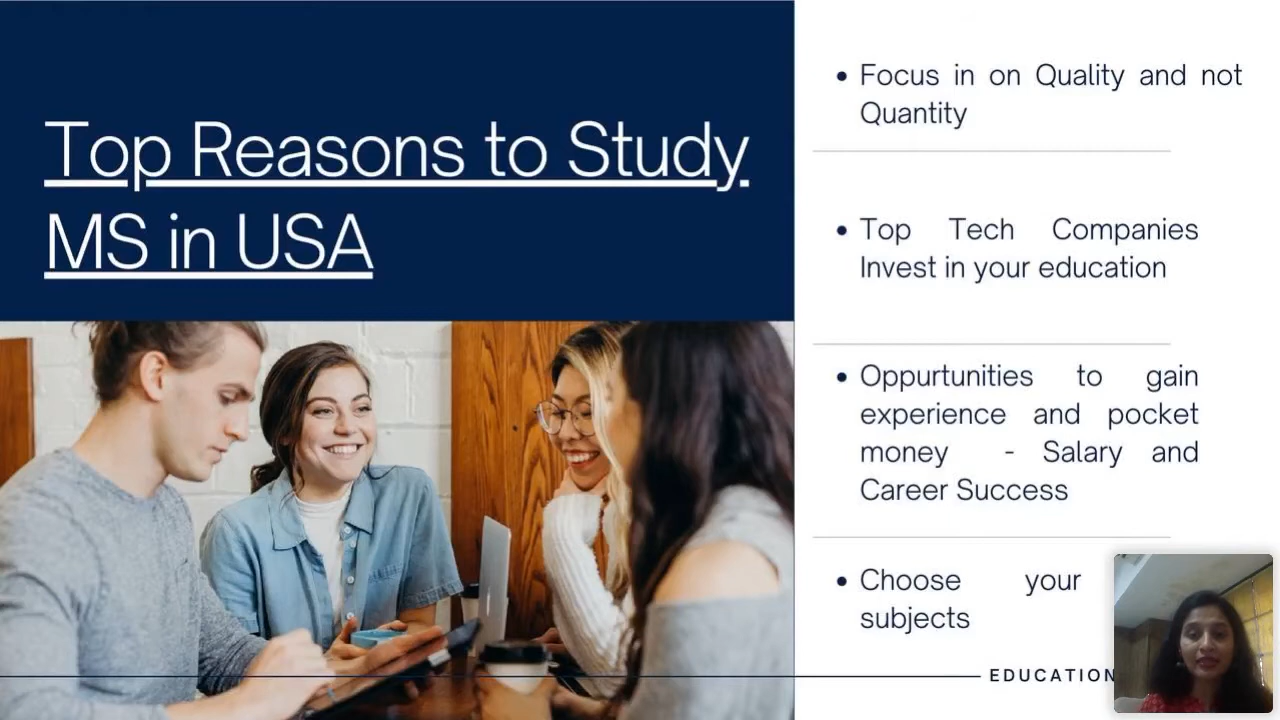 Top Reasons to Study
MS in USA
• Focus in on Quality and not
Quantity
• Top Tech Companies
Invest in your education
• Oppurtunities to gain
experience and pocket
money - Salary and
Career Success
• Choose your
subjects
EDUCATION